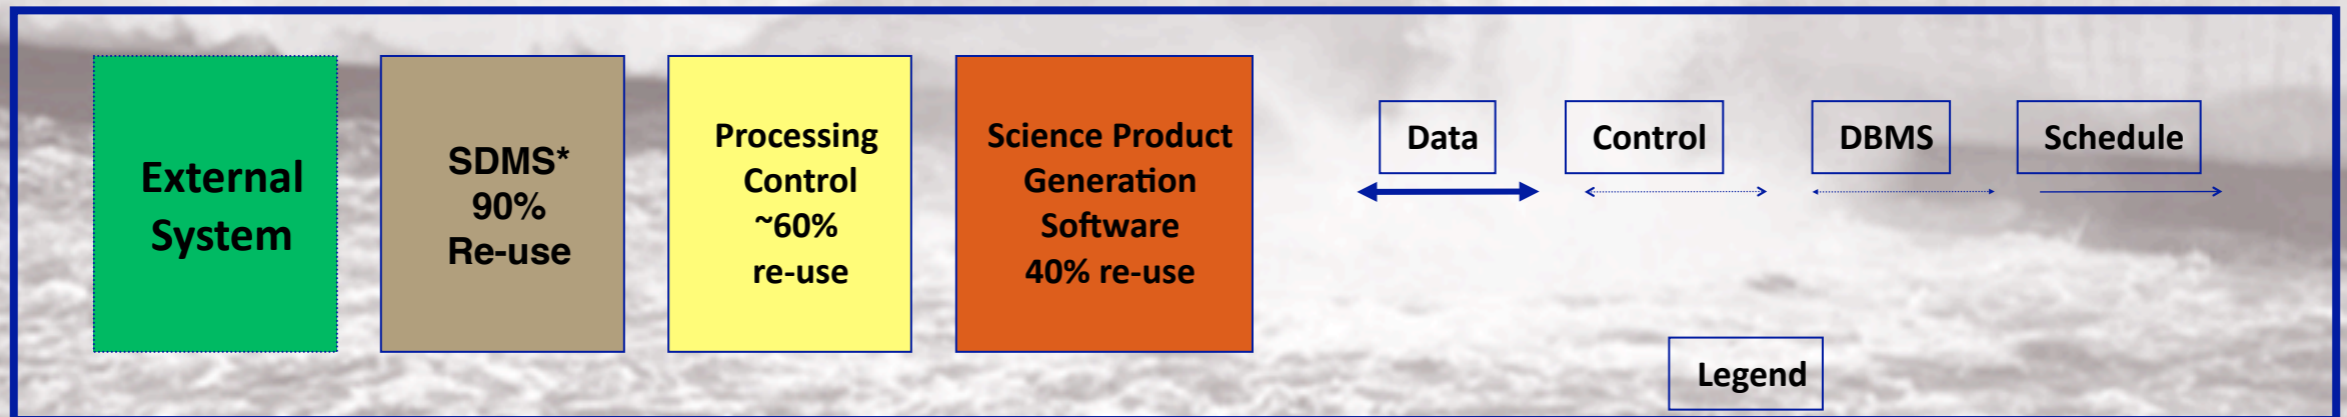 External
System
SDMS*
90%
Re-use
Processing
Control
~60%
re-use
Science Product
Generation
Software
40% re-use
Data
Control
DBMS
Schedule
Legend